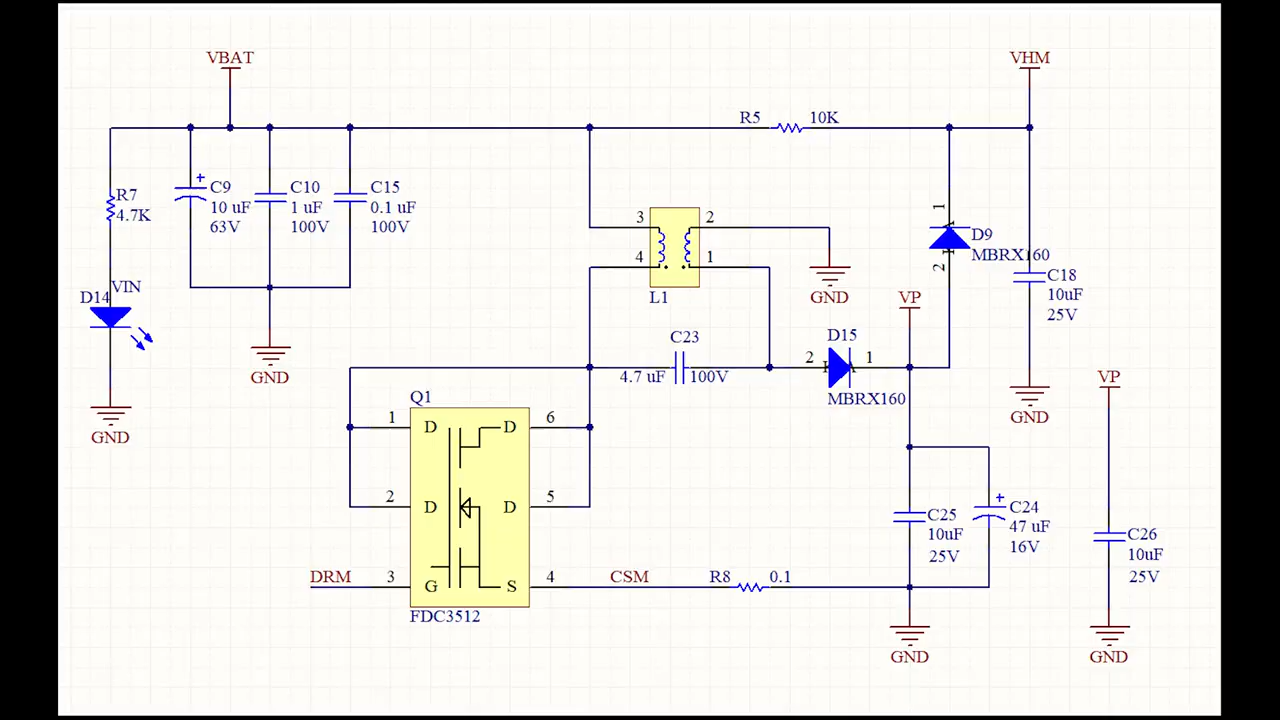 VBAT
VHM
R5 10K
R7
4.7K
C9
10 uF
63V
C10
1 uF
100V
C15
0.1 uF
100V
3
2
4
1
L1
GND
1
2
D9
MBRX160
C18
10uF
25V
VIN
D14
GND
GND
VP
C23
4.7 uF
100V
D15
2
1
MBRX160
GND
VP
Q1
1
D
D
6
2
D
D
5
DRM
3
G
S
4
FDC3512
CSM
R8
0.1
C25
10uF
25V
C24
47 uF
16V
C26
10uF
25V
GND
GND